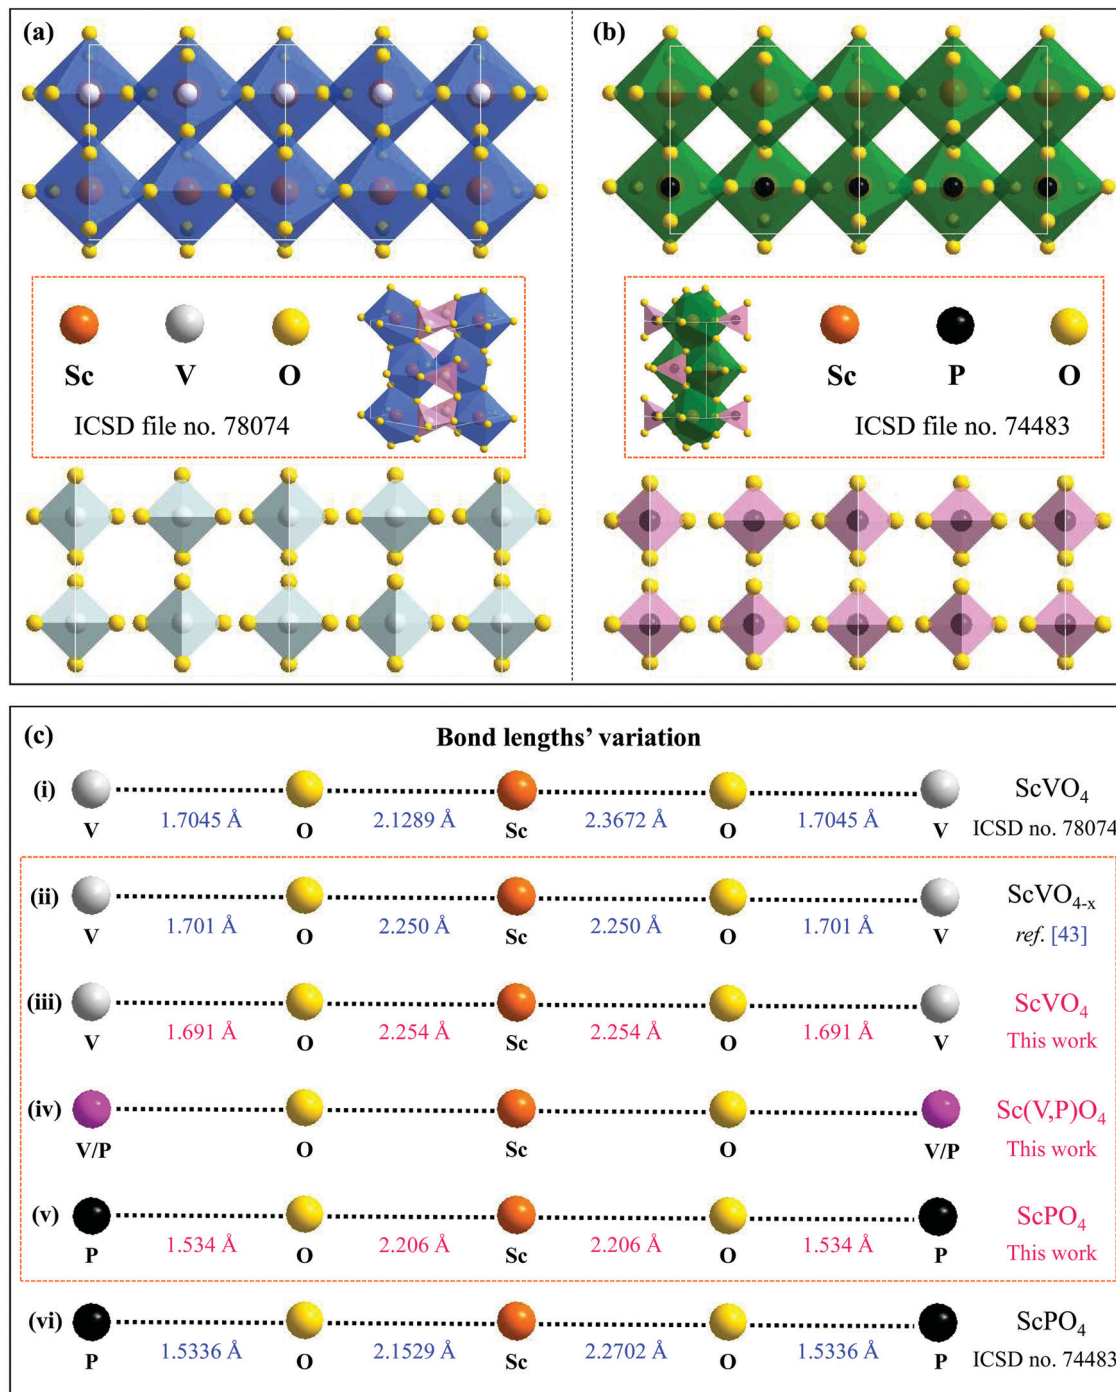 (a)
(b)
Sc V O
ICSD file no. 78074
Sc P O
ICSD file no. 74483
(c)
Bond lengths’ variation
(i)
1.7045 Å 2.1289 Å 2.3672 Å 1.7045 Å
V O Sc O V
ScVO₄
ICSD no. 78074
(ii)
1.701 Å 2.250 Å 2.250 Å 1.701 Å
V O Sc O V
ScVO₄₋ₓ
ref. [43]
(iii)
1.691 Å 2.254 Å 2.254 Å 1.691 Å
V O Sc O V
ScVO₄
This work
(iv)
V/P O Sc O V/P
Sc(V,P)O₄
This work
(v)
1.534 Å 2.206 Å 2.206 Å 1.534 Å
P O Sc O P
ScPO₄
This work
(vi)
1.5336 Å 2.1529 Å 2.2702 Å 1.5336 Å
P O Sc O P
ScPO₄
ICSD no. 74483